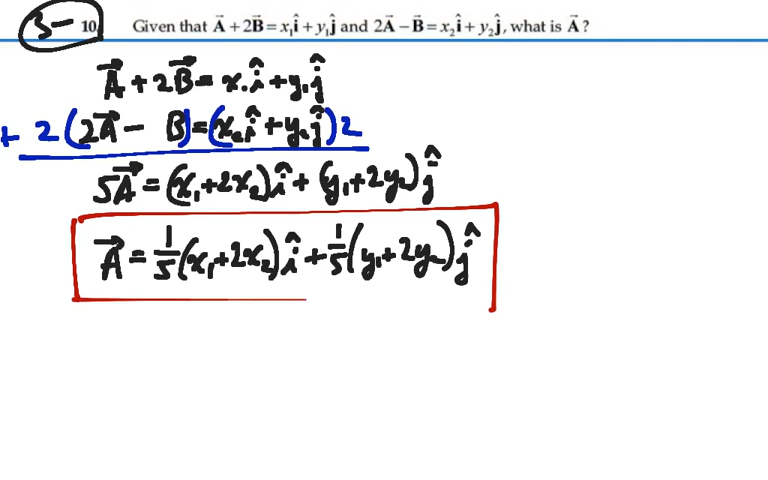 3- 10. Given that A⃗ + 2B⃗ = x₁î + y₁ĵ and 2A⃗ − B⃗ = x₂î + y₂ĵ, what is A⃗ ?
A⃗ + 2B⃗ = x₁î + y₁ĵ
+ 2(2A⃗ − B) = (x₂î + y₂ĵ)2
5A⃗ = (x₁+2x₂)î + (y₁+2y₂)ĵ
A⃗ = 1/5(x₁+2x₂)î + 1/5(y₁+2y₂)ĵ